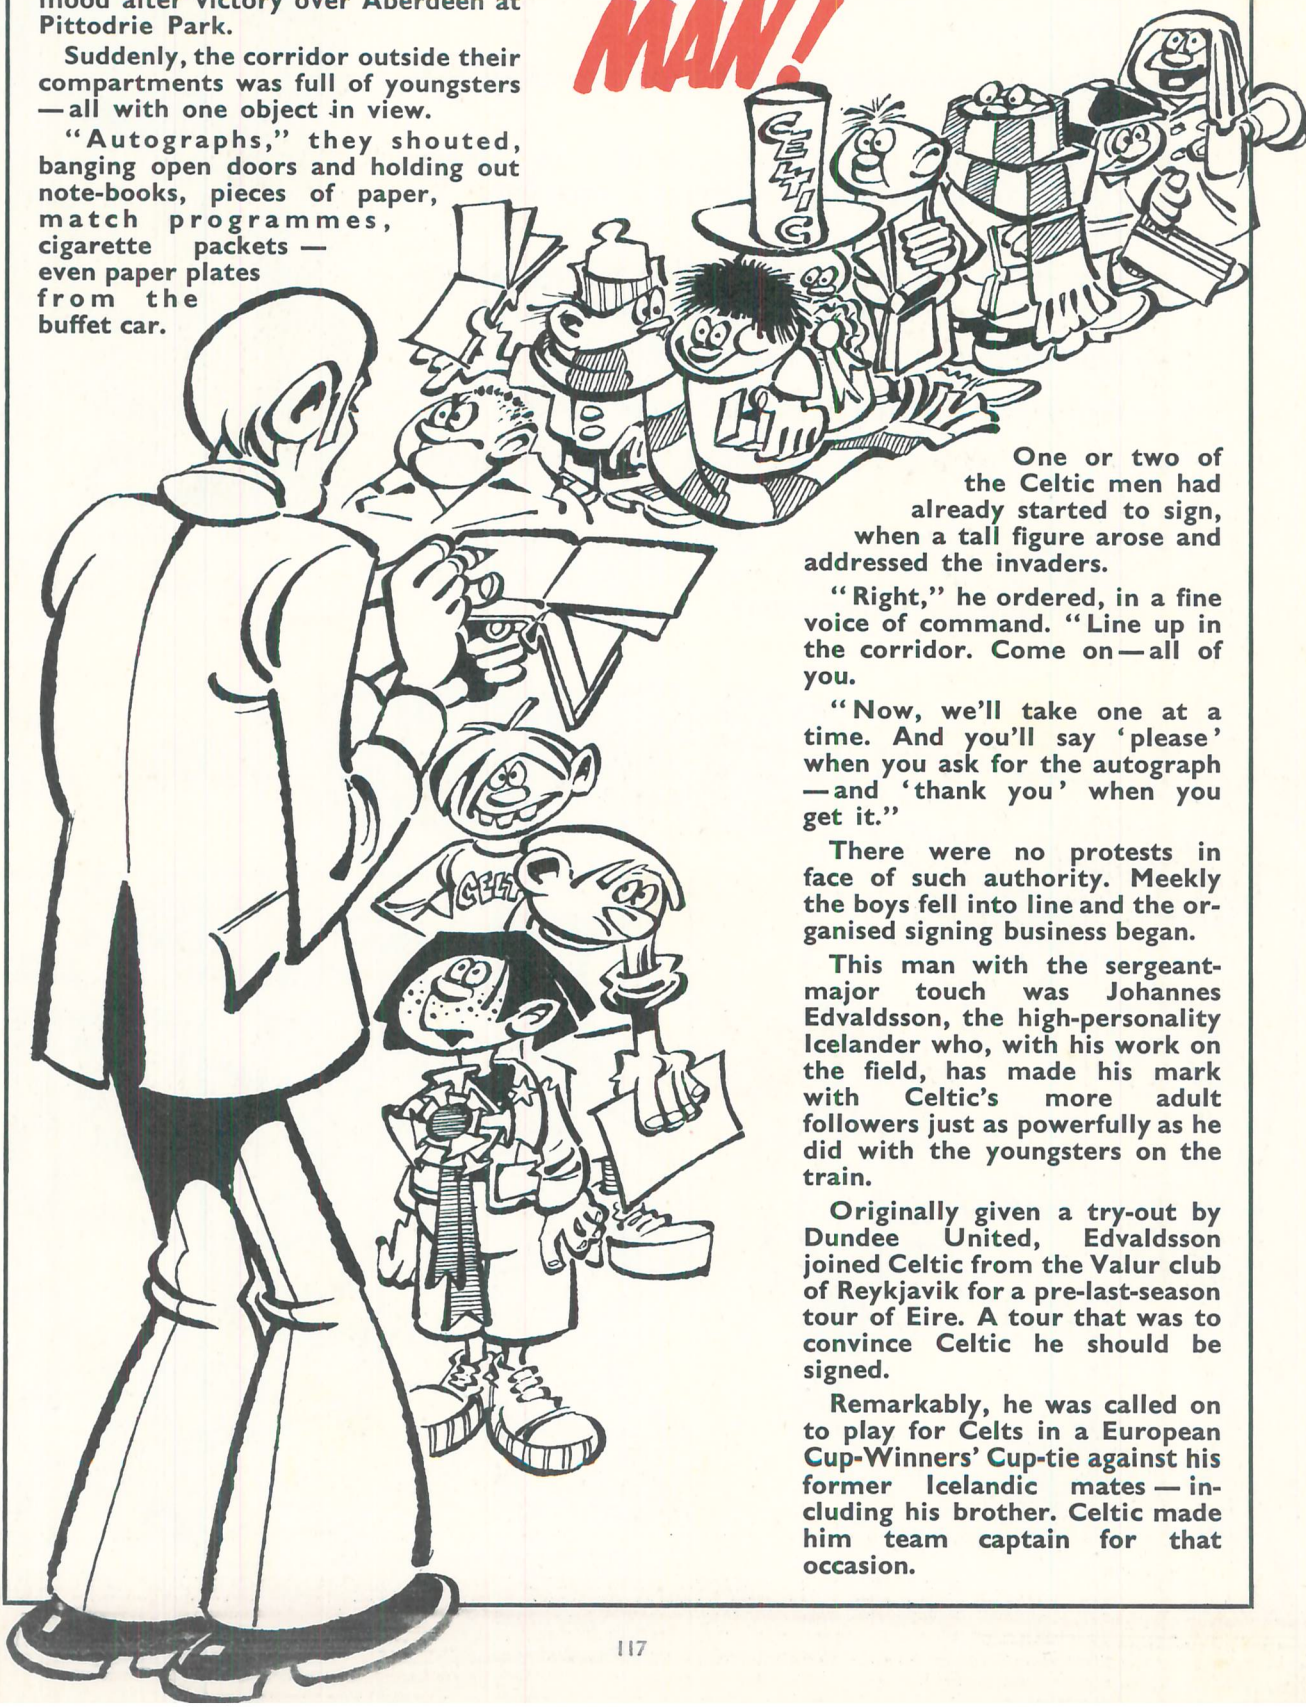 mood after victory over Aberdeen at
Pittodrie Park.
Suddenly, the corridor outside their
compartments was full of youngsters
—all with one object in view.
“Autographs,” they shouted,
banging open doors and holding out
note-books, pieces of paper,
match programmes,
cigarette packets —
even paper plates
from the
buffet car.
MAN!
CELTIC
CELT
One or two of
the Celtic men had
already started to sign,
when a tall figure arose and
addressed the invaders.
“Right,” he ordered, in a fine
voice of command. “Line up in
the corridor. Come on—all of
you.
“Now, we’ll take one at a
time. And you’ll say ‘please’
when you ask for the autograph
—and ‘thank you’ when you
get it.”
There were no protests in
face of such authority. Meekly
the boys fell into line and the or-
ganised signing business began.
This man with the sergeant-
major touch was Johannes
Edvaldsson, the high-personality
Icelander who, with his work on
the field, has made his mark
with Celtic’s more adult
followers just as powerfully as he
did with the youngsters on the
train.
Originally given a try-out by
Dundee United, Edvaldsson
joined Celtic from the Valur club
of Reykjavik for a pre-last-season
tour of Eire. A tour that was to
convince Celtic he should be
signed.
Remarkably, he was called on
to play for Celts in a European
Cup-Winners’ Cup-tie against his
former Icelandic mates — in-
cluding his brother. Celtic made
him team captain for that
occasion.
117